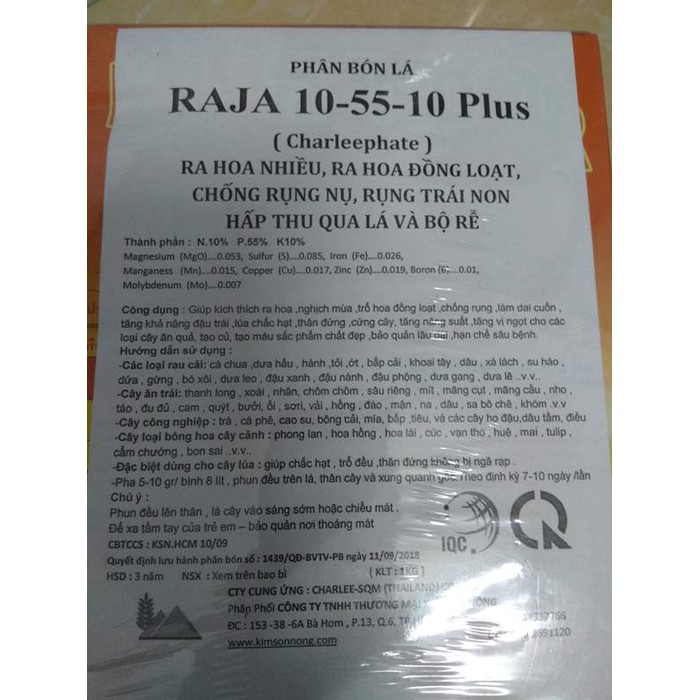 PHÂN BÓN LÁ
RAJA 10-55-10 Plus
( Charleephate )
RA HOA NHIỀU, RA HOA ĐỒNG LOẠT,
CHỐNG RỤNG NỤ, RỤNG TRÁI NON
HẤP THU QUA LÁ VÀ BỘ RỄ
Thành phần : N.10% P.55% K10%
Magnesium (MgO)....0.053, Sulfur (S)....0.085, Iron (Fe)....0.026,
Manganess (Mn)....0.015, Copper (Cu)....0.017, Zinc (Zn)....0.019, Boron (B)....0.01,
Molybdenum (Mo)....0.007
Công dụng : Giúp kích thích ra hoa ,nghịch mùa ,trổ hoa đồng loạt ,chống rụng ,làm dai cuốn ,
tăng khả năng đậu trái ,lúa chắc hạt ,thân đứng ,cứng cây, tăng năng suất ,tăng vị ngọt cho các
loại cây ăn quả, tạo củ, tạo màu sắc phẩm chất đẹp ,bảo quản lâu dài ,hạn chế sâu bệnh.
Hướng dẫn sử dụng :
-Các loại rau cải: cà chua ,dưa hấu , hành ,tỏi ,ớt , bắp cải , khoai tây , dâu , xà lách , su hào ,
dứa , gừng , bó xôi , dưa leo , đậu xanh , đậu nành , đậu phộng , dưa gang , dưa lê ..v.v..
-Cây ăn trái: thanh long , xoài , nhãn, chôm chôm , sầu riêng , mít , măng cụt , mãng cầu , nho ,
táo , đu đủ , cam , quýt , bưởi, ổi , sơri, vải , hồng , đào , mận , na , dâu , sa bô chê , khóm .v.v
-Cây công nghiệp : trà , cà phê, cao su, bông cải, mía, bắp , tiêu, và các cây họ đậu,dâu tằm, điều
-Cây loại bông hoa cây cảnh : phong lan , hoa hồng , hoa lài , cúc , vạn thọ , huệ , mai , tulip ,
cẩm chướng , bon sai ..v.v..
-Đặc biệt dùng cho cây lúa : giúp chắc hạt , trổ đều ,thân đứng không bị ngã rạp .
-Pha 5-10 gr/ bình 8 lít , phun đều trên lá, thân cây và xung quanh gốc.Theo định kỳ 7-10 ngày /lần
Chú ý :
Phun đều lên thân , lá cây vào sáng sớm hoặc chiều mát .
Để xa tầm tay của trẻ em – bảo quản nơi thoáng mát
CBTCCS : KSN.HCM 10/09
IQC
Quyết định lưu hành phân bón số : 1439/QĐ-BVTV-PB ngày 11/09/2018
HSD : 3 năm NSX : Xem trên bao bì ( KLT : 1KG )
CTY CUNG ỨNG : CHARLEE-SQM (THAILAND)
Phâp Phối CÔNG TY TNHH THƯƠNG MẠI
ĐC : 153 -38 -6A Bà Hom , P.13, Q.6,
www.kimsonnong.com